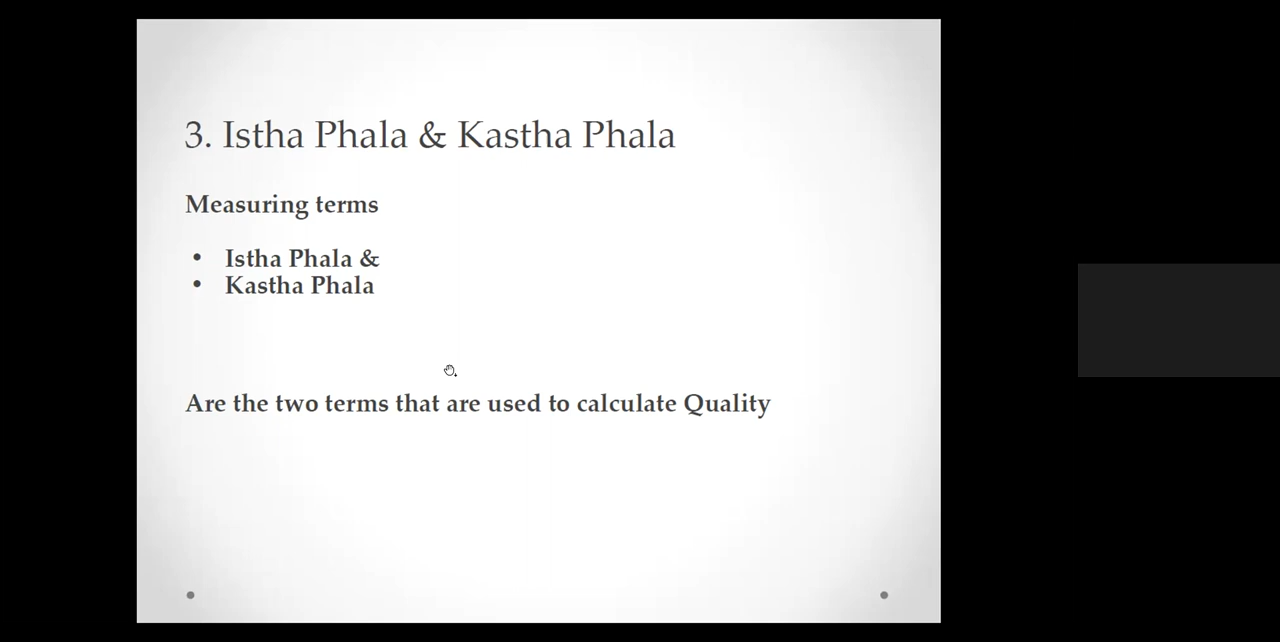 3. Istha Phala & Kastha Phala
Measuring terms
• Istha Phala &
• Kastha Phala
Are the two terms that are used to calculate Quality